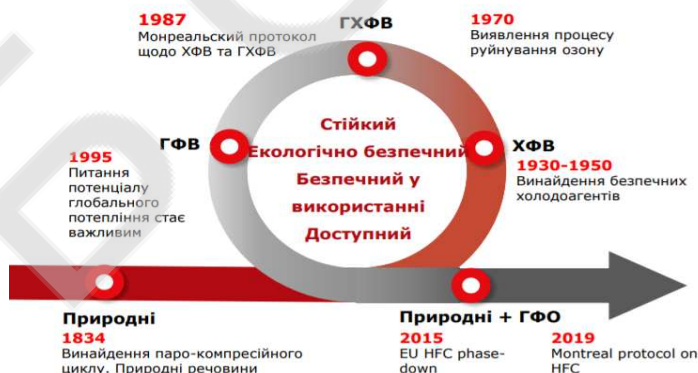 1987
Монреальский протокол
щодо ХФВ та ГХФВ
ГХФВ
1970
Виявлення процесу
руйнування озону
ГФВ
Стійкий
Екологічно безпечний
Безпечний у
використанні
Доступний
ХФВ
1930-1950
Винайдення безпечних
холодоагентів
1995
Питання
потенціалу
глобального
потепління стає
важливим
Природні
1834
Винайдення паро-компресійного
циклу. Природні речовини
Природні + ГФО
2015
EU HFC phase-
down
2019
Montreal protocol on
HFC